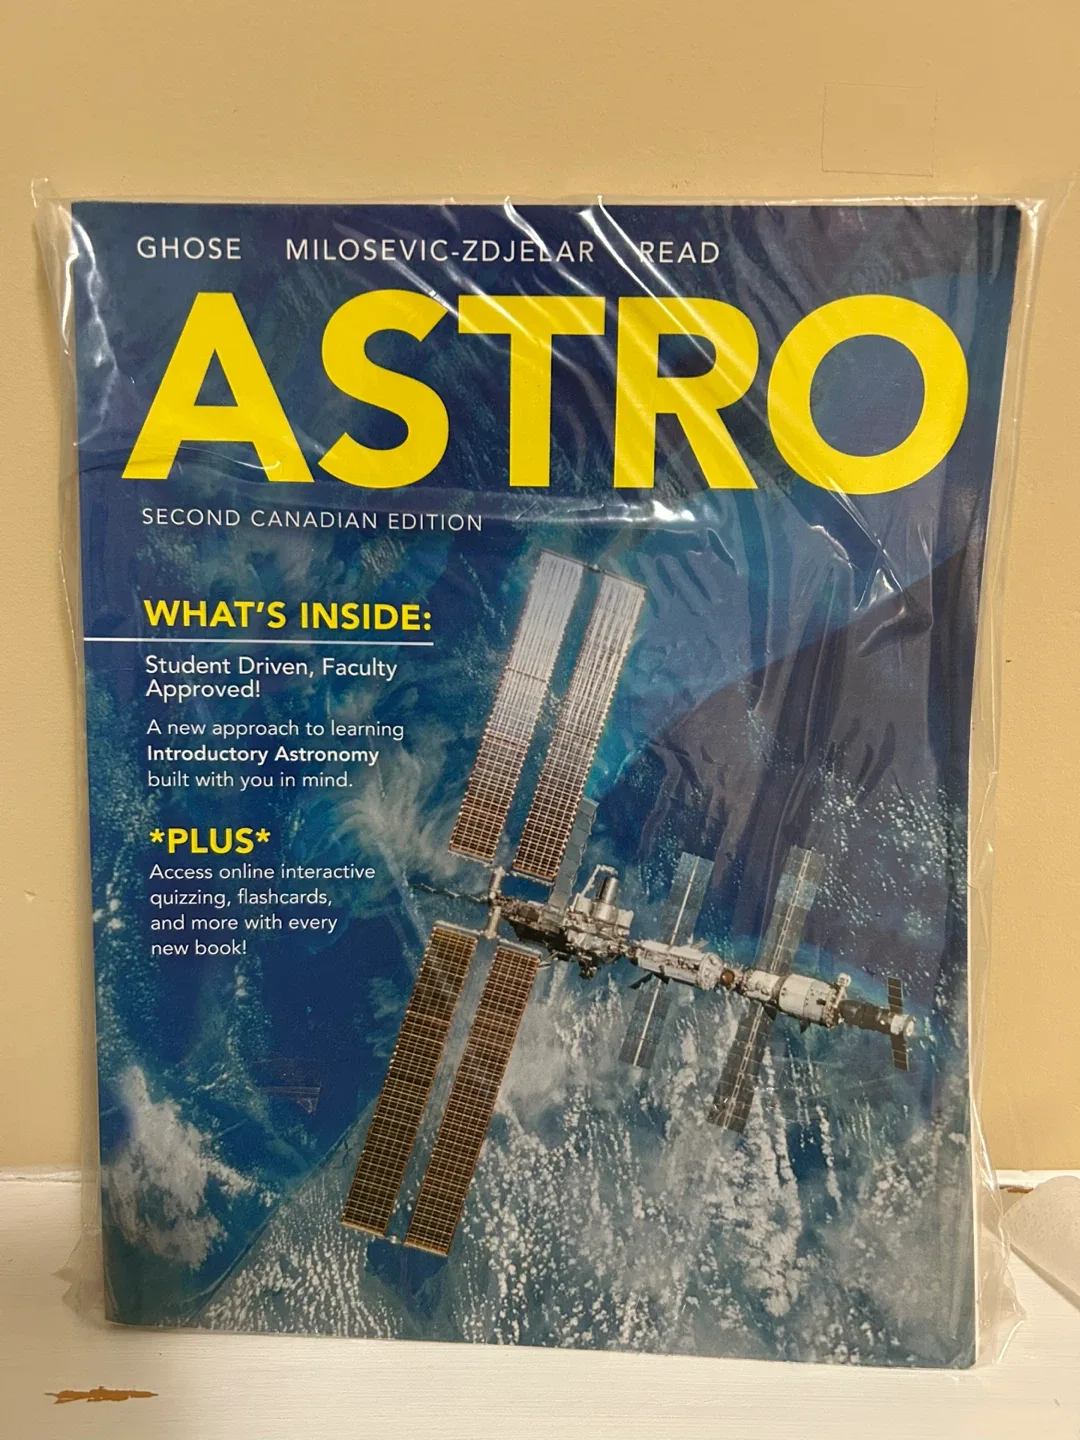 GHOSE MILOSEVIC-ZDJELAR READ
ASTRO
SECOND CANADIAN EDITION
WHAT'S INSIDE:
Student Driven, Faculty
Approved!
A new approach to learning
Introductory Astronomy
built with you in mind.
*PLUS*
Access online interactive
quizzing, flashcards,
and more with every
new book!